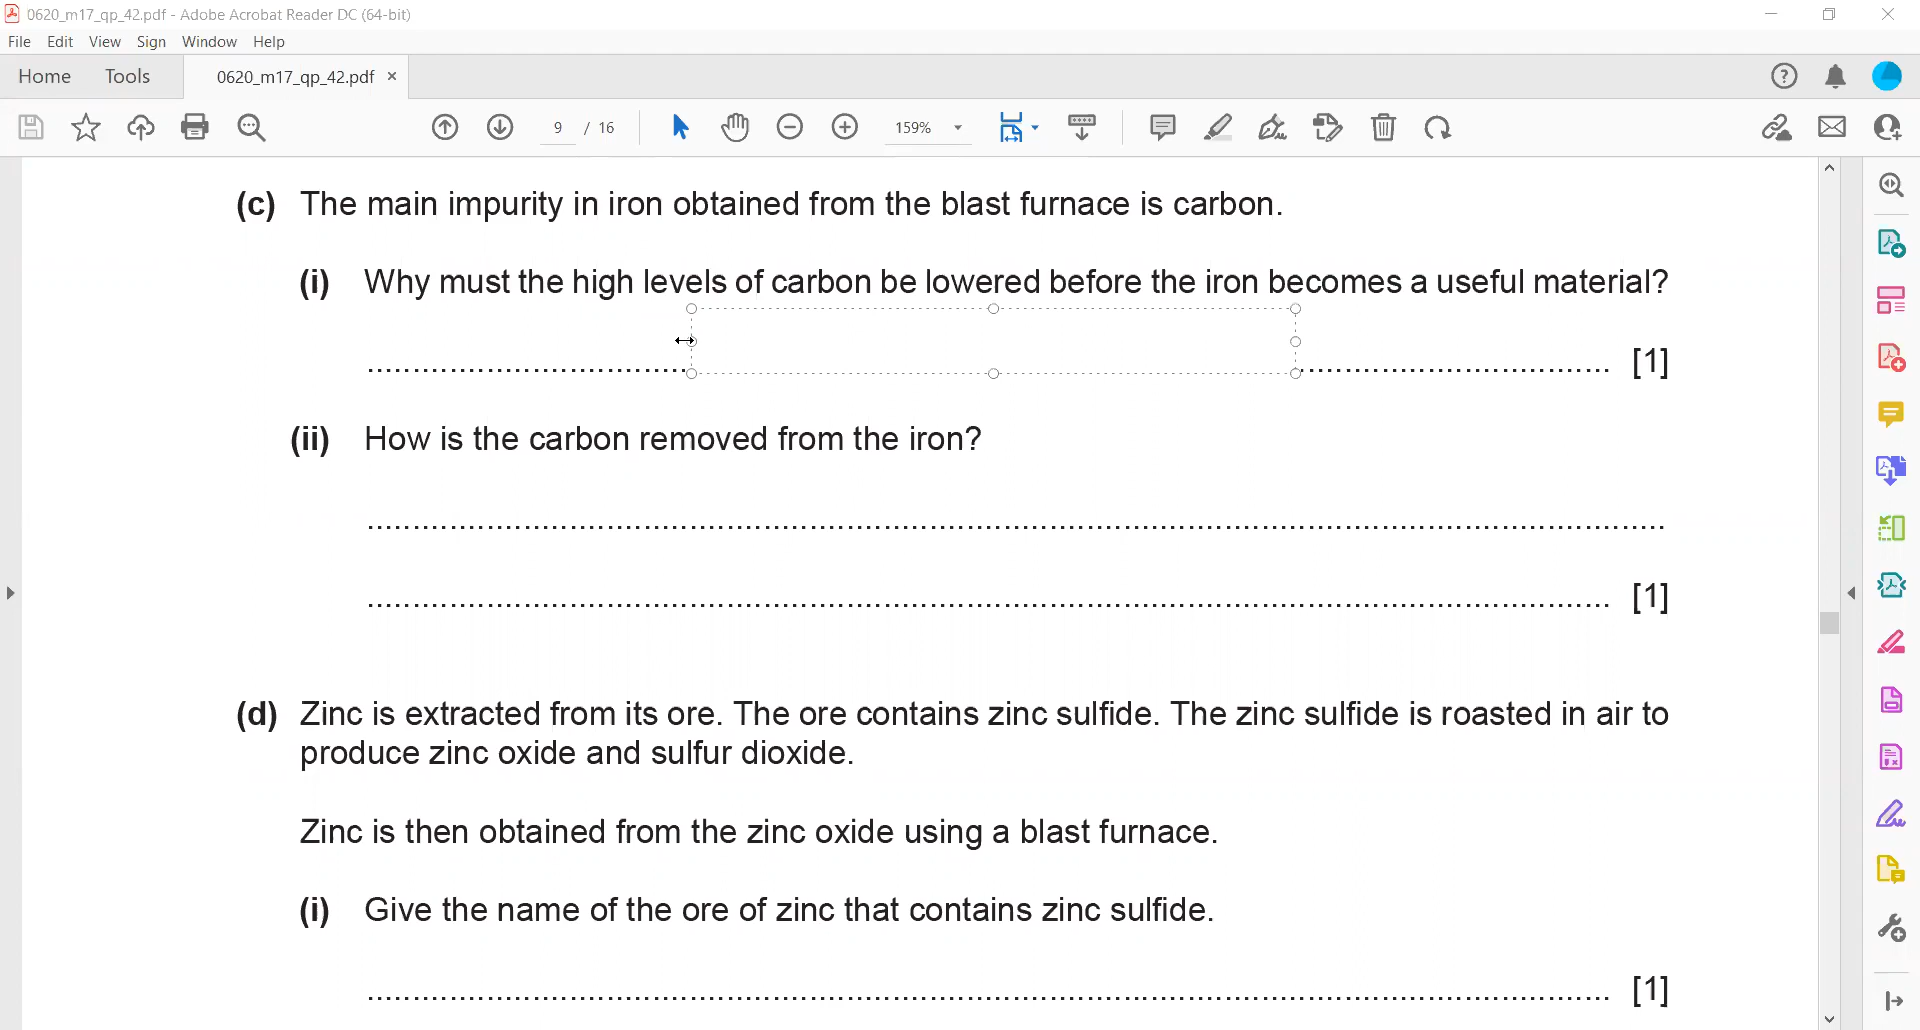 0620_m17_qp_42.pdf - Adobe Acrobat Reader DC (64-bit)
File Edit View Sign Window Help
Home Tools 0620_m17_qp_42.pdf ×
9 / 16 159%
(c) The main impurity in iron obtained from the blast furnace is carbon.
(i) Why must the high levels of carbon be lowered before the iron becomes a useful material?
[1]
(ii) How is the carbon removed from the iron?
[1]
(d) Zinc is extracted from its ore. The ore contains zinc sulfide. The zinc sulfide is roasted in air to
produce zinc oxide and sulfur dioxide.
Zinc is then obtained from the zinc oxide using a blast furnace.
(i) Give the name of the ore of zinc that contains zinc sulfide.
[1]